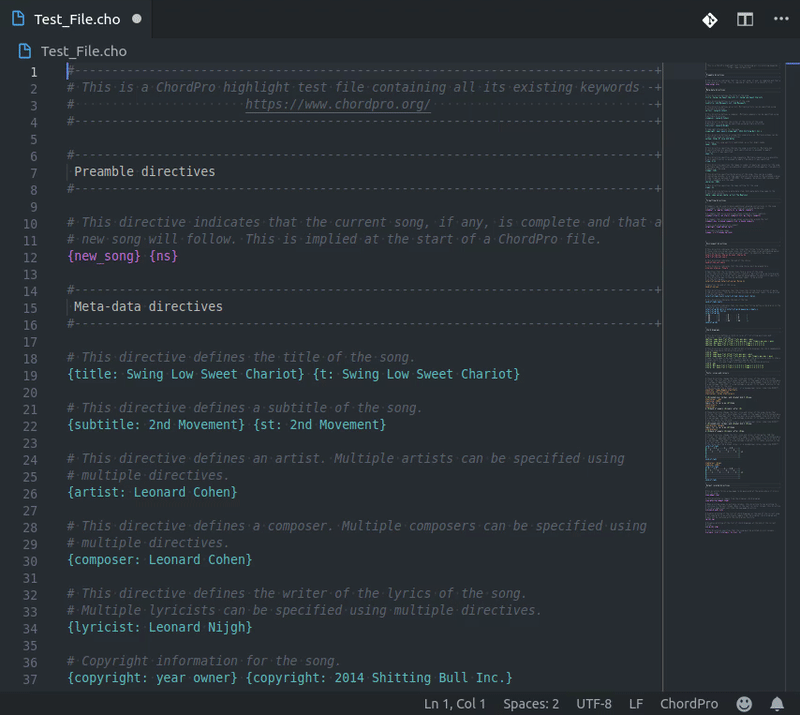 Test_File.cho
Test_File.cho
1 #------------------------------------------------------------------------------+
2 # This is a ChordPro highlight test file containing all its existing keywords --+
3 # https://www.chordpro.org/ --+
4 #------------------------------------------------------------------------------+
5
6 #------------------------------------------------------------------------------+
7 Preamble directives
8 #------------------------------------------------------------------------------+
9
10 # This directive indicates that the current song, if any, is complete and that a
11 # new song will follow. This is implied at the start of a ChordPro file.
12 {new_song} {ns}
13
14 #------------------------------------------------------------------------------+
15 Meta-data directives
16 #------------------------------------------------------------------------------+
17
18 # This directive defines the title of the song.
19 {title: Swing Low Sweet Chariot} {t: Swing Low Sweet Chariot}
20
21 # This directive defines a subtitle of the song.
22 {subtitle: 2nd Movement} {st: 2nd Movement}
23
24 # This directive defines an artist. Multiple artists can be specified using
25 # multiple directives.
26 {artist: Leonard Cohen}
27
28 # This directive defines a composer. Multiple composers can be specified using
29 # multiple directives.
30 {composer: Leonard Cohen}
31
32 # This directive defines the writer of the lyrics of the song.
33 # Multiple lyricists can be specified using multiple directives.
34 {lyricist: Leonard Nijgh}
35
36 # Copyright information for the song.
37 {copyright: year owner} {copyright: 2014 Shitting Bull Inc.}
Ln 1, Col 1 Spaces: 2 UTF-8 LF ChordPro